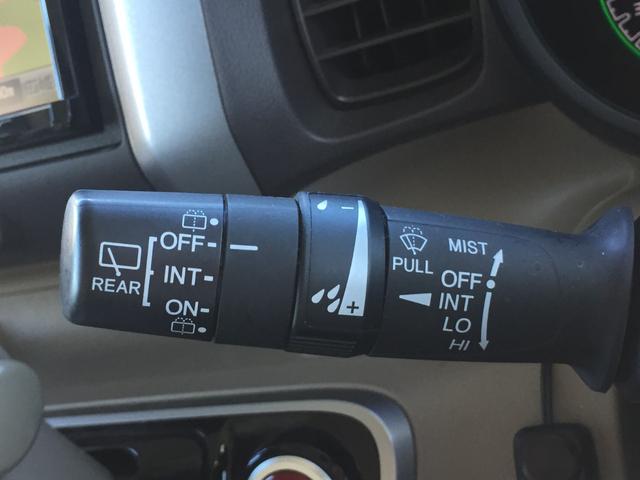 REAR
OFF
INT
ON
- 
+
PULL
MIST
OFF
INT
LO
HI